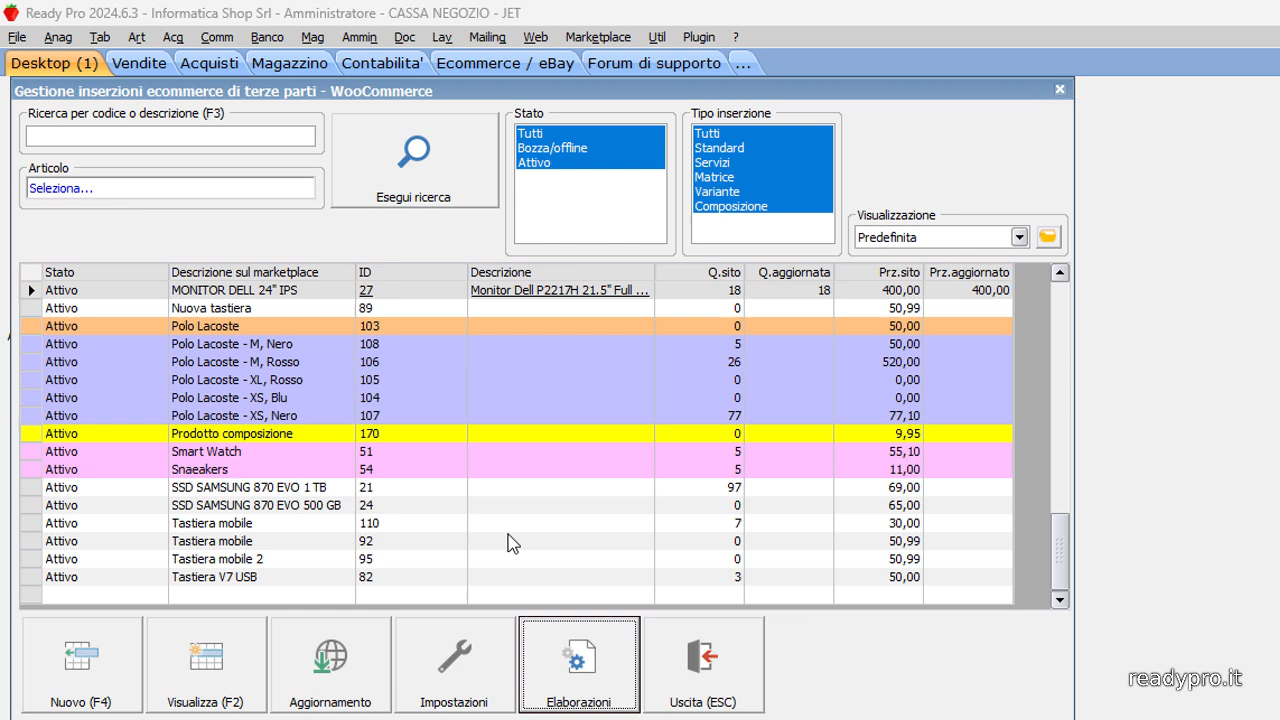 Ready Pro 2024.6.3 - Informatica Shop Srl - Amministratore - CASSA NEGOZIO - JET
File Anag Tab Art Acq Comm Banco Mag Ammin Doc Lav Mailing Web Marketplace Util Plugin ?
Desktop (1) Vendite Acquisti Magazzino Contabilita' Ecommerce / eBay Forum di supporto ...
Gestione inserzioni ecommerce di terze parti - WooCommerce
Ricerca per codice o descrizione (F3)
Articolo
Seleziona...
Esegui ricerca
Stato
Tutti
Bozza/offline
Attivo
Tipo inserzione
Tutti
Standard
Servizi
Matrice
Variante
Composizione
Visualizzazione
Predefinita
Stato Descrizione sul marketplace ID Descrizione Q.sito Q.aggiornata Prz.sito Prz.aggiornato
Attivo MONITOR DELL 24" IPS 27 Monitor Dell P2217H 21.5" Full ... 18 18 400,00 400,00
Attivo Nuova tastiera 89 0 50,99
Attivo Polo Lacoste 103 0 50,00
Attivo Polo Lacoste - M, Nero 108 5 50,00
Attivo Polo Lacoste - M, Rosso 106 26 520,00
Attivo Polo Lacoste - XL, Rosso 105 0 0,00
Attivo Polo Lacoste - XS, Blu 104 0 0,00
Attivo Polo Lacoste - XS, Nero 107 77 77,10
Attivo Prodotto composizione 170 0 9,95
Attivo Smart Watch 51 5 55,10
Attivo Snaeakers 54 5 11,00
Attivo SSD SAMSUNG 870 EVO 1 TB 21 97 69,00
Attivo SSD SAMSUNG 870 EVO 500 GB 24 0 65,00
Attivo Tastiera mobile 110 7 30,00
Attivo Tastiera mobile 92 0 50,99
Attivo Tastiera mobile 2 95 0 50,99
Attivo Tastiera V7 USB 82 3 50,00
Nuovo (F4) Visualizza (F2) Aggiornamento Impostazioni Elaborazioni Uscita (ESC)
readypro.it